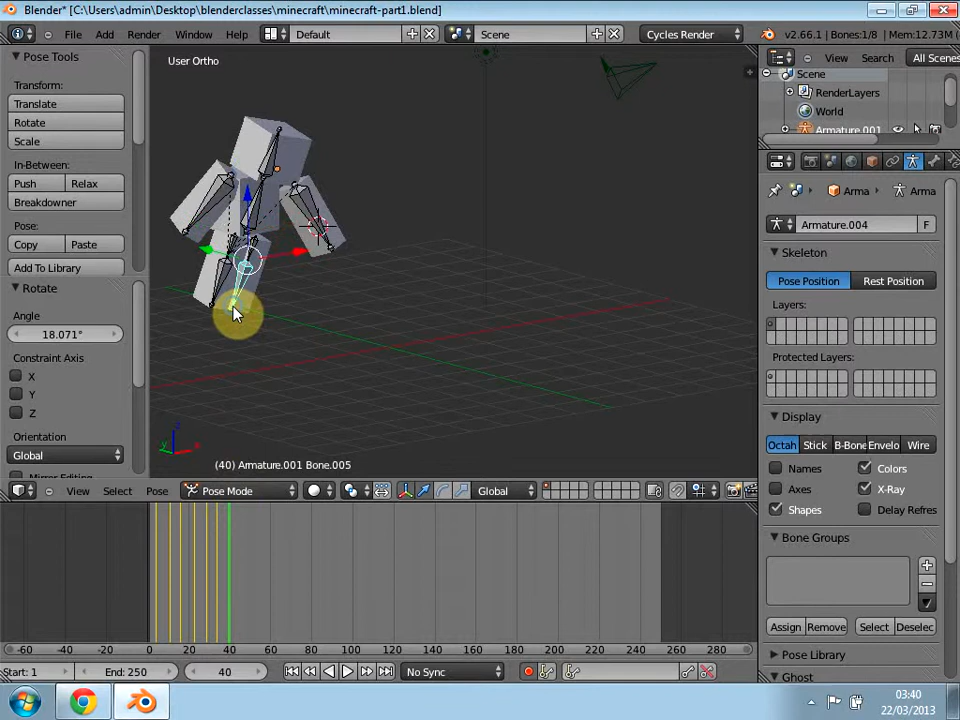 Blender* [C:\Users\admin\Desktop\blenderclasses\minecraft\minecraft-part1.blend]
File Add Render Window Help Default Scene Cycles Render v2.66.1 | Bones:1/8 | Mem:12.73M
Pose Tools
Transform:
Translate
Rotate
Scale
In-Between:
Push Relax
Breakdowner
Pose:
Copy Paste
Add To Library
Rotate
Angle
18.071°
Constraint Axis
X
Y
Z
Orientation
Global
User Ortho
(40) Armature.001 Bone.005
View Search All Scenes
Scene
RenderLayers
World
Armature.001
Arma Arma
Armature.004 F
Skeleton
Pose Position Rest Position
Layers:
Protected Layers:
Display
Octah Stick B-Bone Envelo Wire
Names Colors
Axes X-Ray
Shapes Delay Refres
Bone Groups
Assign Remove Select Deselec
Pose Library
Ghost
View Select Pose Pose Mode Global
-60 -40 -20 0 20 40 60 80 100 120 140 160 180 200 220 240 260 280
Start: 1 End: 250 40 No Sync
03:40
22/03/2013